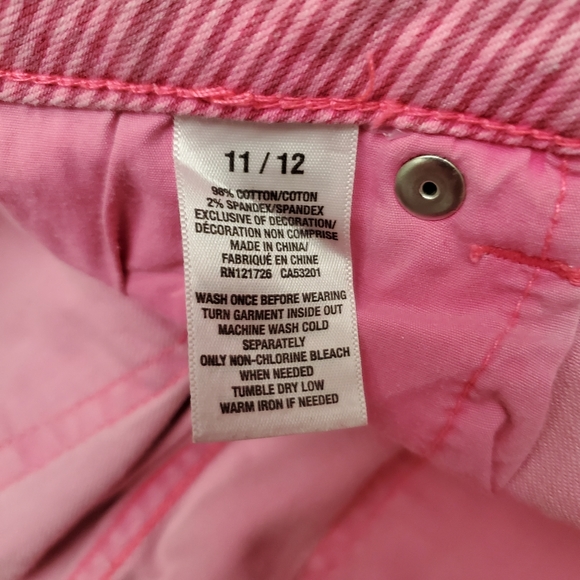 11 / 12
98% COTTON/COTON
2% SPANDEX/SPANDEX
EXCLUSIVE OF DECORATION/
DÉCORATION NON COMPRISE
MADE IN CHINA/
FABRIQUÉ EN CHINE
RN121726 CA53201
WASH ONCE BEFORE WEARING
TURN GARMENT INSIDE OUT
MACHINE WASH COLD
SEPARATELY
ONLY NON-CHLORINE BLEACH
WHEN NEEDED
TUMBLE DRY LOW
WARM IRON IF NEEDED